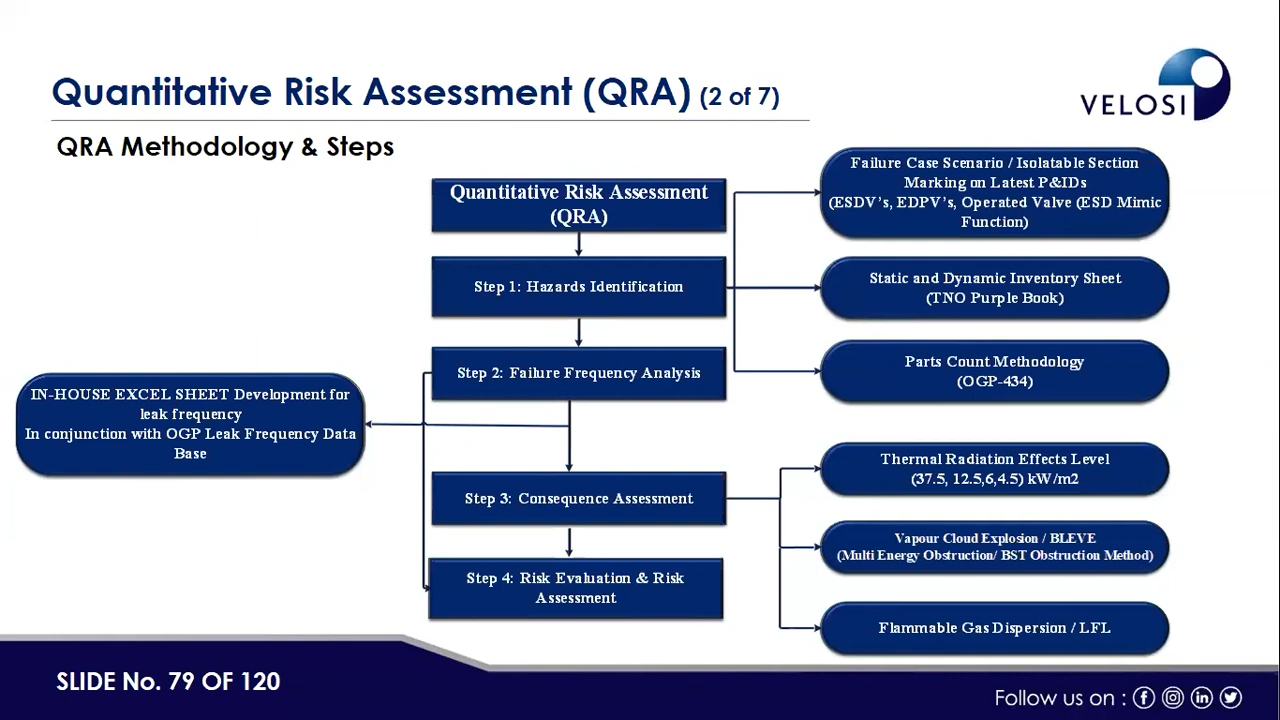 Quantitative Risk Assessment (QRA) (2 of 7)
VELOSI
QRA Methodology & Steps
Quantitative Risk Assessment
(QRA)
Step 1: Hazards Identification
Step 2: Failure Frequency Analysis
Step 3: Consequence Assessment
Step 4: Risk Evaluation & Risk
Assessment
IN-HOUSE EXCEL SHEET Development for
leak frequency
In conjunction with OGP Leak Frequency Data
Base
Failure Case Scenario / Isolatable Section
Marking on Latest P&IDs
(ESDV's, EDPV's, Operated Valve (ESD Mimic
Function)
Static and Dynamic Inventory Sheet
(TNO Purple Book)
Parts Count Methodology
(OGP-434)
Thermal Radiation Effects Level
(37.5, 12.5,6,4.5) kW/m2
Vapour Cloud Explosion / BLEVE
(Multi Energy Obstruction/ BST Obstruction Method)
Flammable Gas Dispersion / LFL
SLIDE No. 79 OF 120
Follow us on :